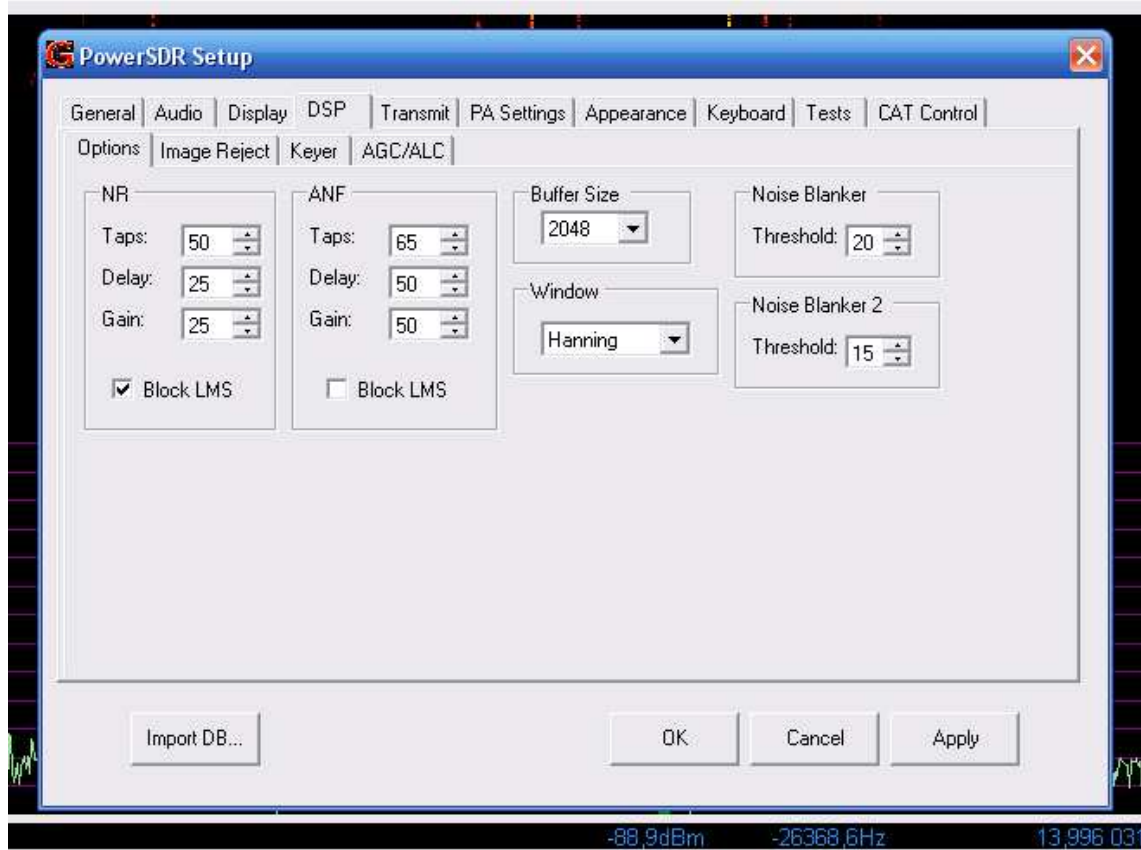 PowerSDR Setup
General Audio Display DSP Transmit PA Settings Appearance Keyboard Tests CAT Control
Options Image Reject Keyer AGC/ALC
NR
Taps: 50
Delay: 25
Gain: 25
Block LMS
ANF
Taps: 65
Delay: 50
Gain: 50
Block LMS
Buffer Size
2048
Window
Hanning
Noise Blanker
Threshold: 20
Noise Blanker 2
Threshold: 15
Import DB...
OK Cancel Apply
-88,9dBm -26368,6Hz 13,996 031